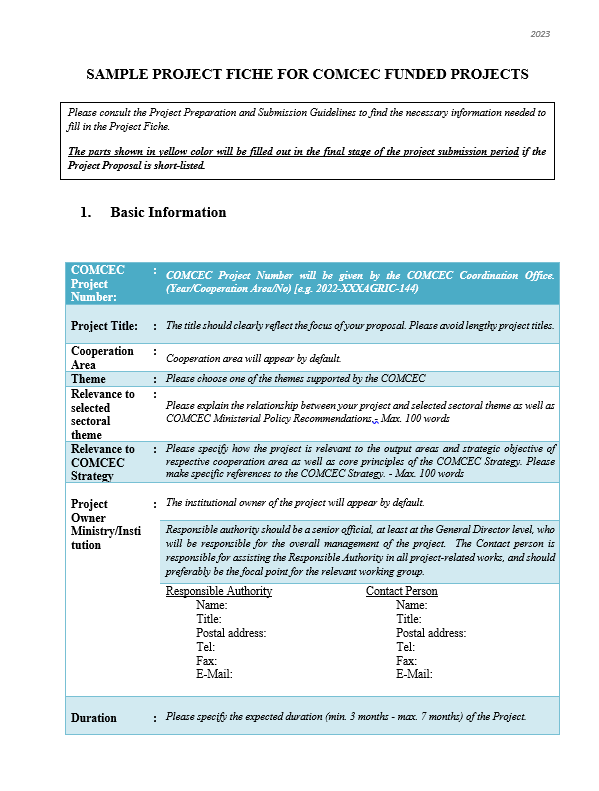 2023
SAMPLE PROJECT FICHE FOR COMCEC FUNDED PROJECTS
Please consult the Project Preparation and Submission Guidelines to find the necessary information needed to
fill in the Project Fiche.
The parts shown in yellow color will be filled out in the final stage of the project submission period if the
Project Proposal is short-listed.
1. Basic Information
COMCEC
Project
Number:
:
COMCEC Project Number will be given by the COMCEC Coordination Office.
(Year/Cooperation Area/No) [e.g. 2022-XXXAGRIC-144)
Project Title: : The title should clearly reflect the focus of your proposal. Please avoid lengthy project titles.
Cooperation
Area
:
Cooperation area will appear by default.
Theme : Please choose one of the themes supported by the COMCEC
Relevance to
selected
sectoral
theme
:
Please explain the relationship between your project and selected sectoral theme as well as
COMCEC Ministerial Policy Recommendations.- Max. 100 words
Relevance to
COMCEC
Strategy
:
Please specify how the project is relevant to the output areas and strategic objective of
respective cooperation area as well as core principles of the COMCEC Strategy. Please
make specific references to the COMCEC Strategy. - Max. 100 words
Project
Owner
Ministry/Insti
tution
:
The institutional owner of the project will appear by default.
Responsible authority should be a senior official, at least at the General Director level, who
will be responsible for the overall management of the project. The Contact person is
responsible for assisting the Responsible Authority in all project-related works, and should
preferably be the focal point for the relevant working group.
Responsible Authority
Name:
Title:
Postal address:
Tel:
Fax:
E-Mail:
Contact Person
Name:
Title:
Postal address:
Tel:
Fax:
E-Mail:
Duration : Please specify the expected duration (min. 3 months - max. 7 months) of the Project.